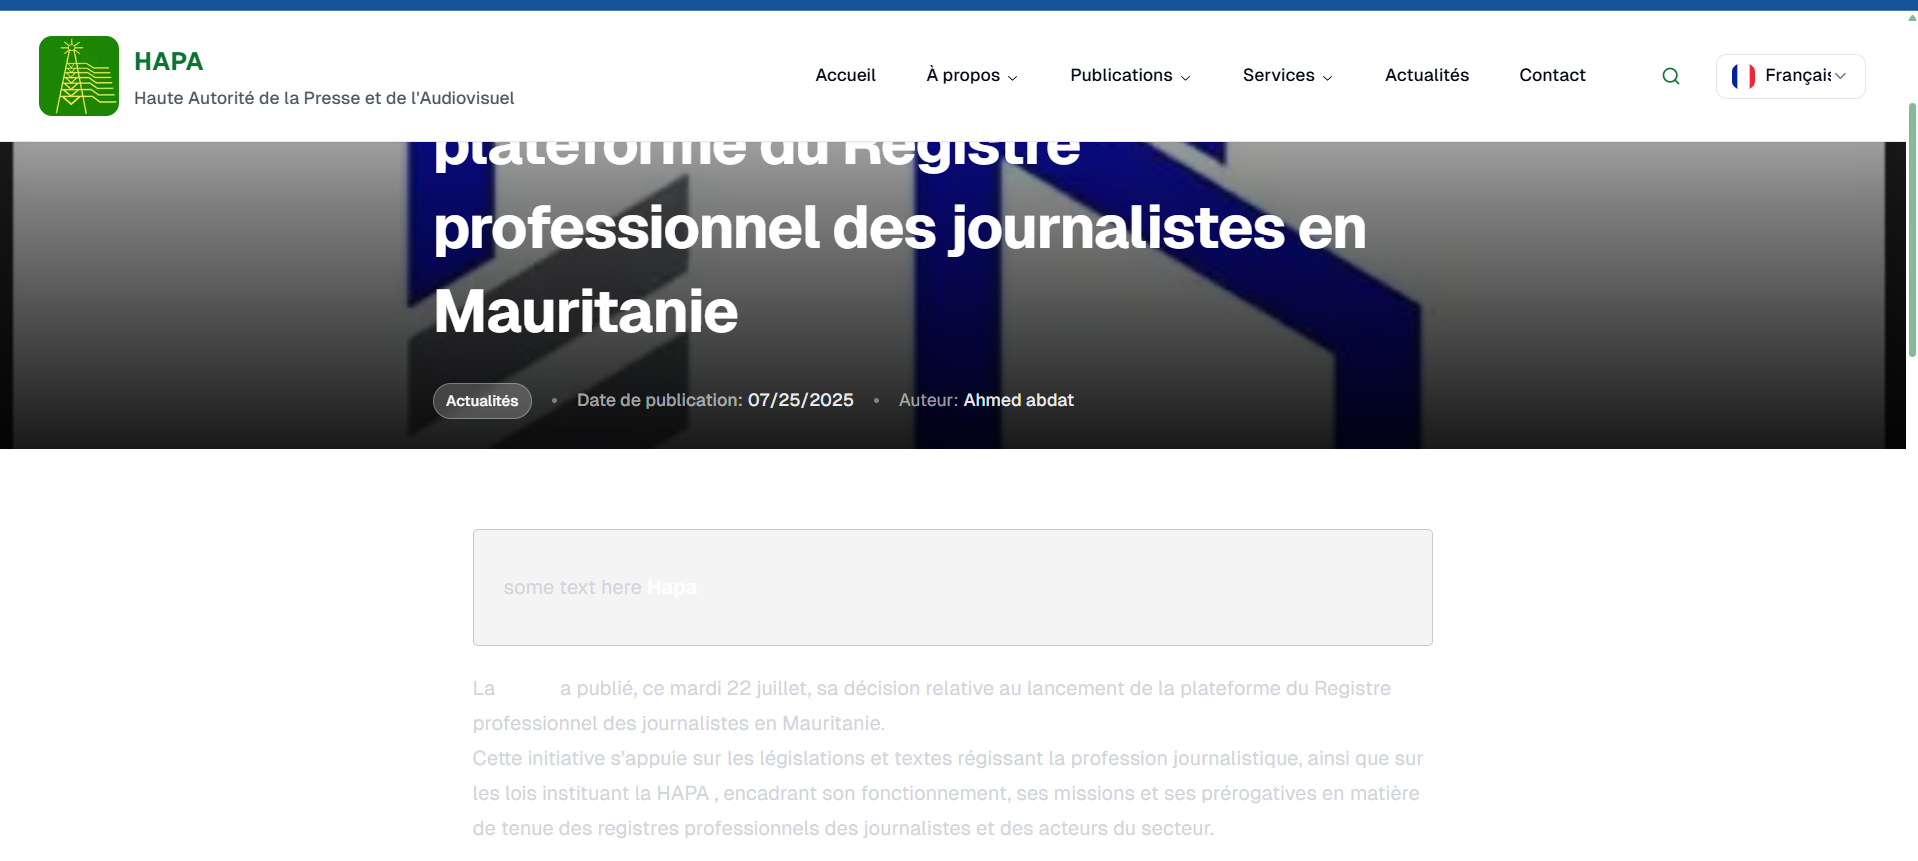 HAPA
Haute Autorité de la Presse et de l'Audiovisuel
Accueil
À propos
Publications
Services
Actualités
Contact
Français
plateforme du Registre
professionnel des journalistes en
Mauritanie
Actualités • Date de publication: 07/25/2025 • Auteur: Ahmed abdat
some text here Hapa
La a publié, ce mardi 22 juillet, sa décision relative au lancement de la plateforme du Registre
professionnel des journalistes en Mauritanie.
Cette initiative s’appuie sur les législations et textes régissant la profession journalistique, ainsi que sur
les lois instituant la HAPA , encadrant son fonctionnement, ses missions et ses prérogatives en matière
de tenue des registres professionnels des journalistes et des acteurs du secteur.